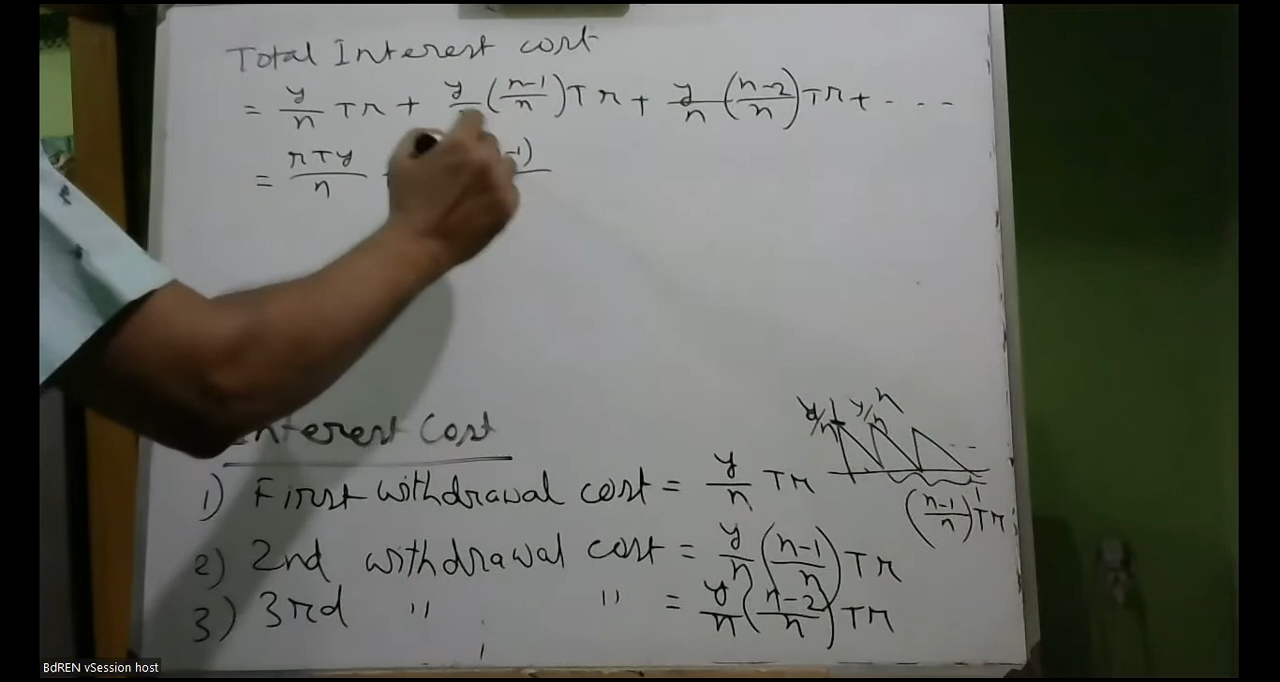 Total Interest cost
= y/n Tr + y/n (n-1/n) Tr + y/n (n-2/n) Tr + ---
= rTy/n -1)
Interest Cost
y/n y/n
1) First withdrawal cost = y/n Tr
(n-1/n) Tr
2) 2nd withdrawal cost = y/n (n-1/n) Tr
3) 3rd " " = y/n (n-2/n) Tr
BdREN vSession host